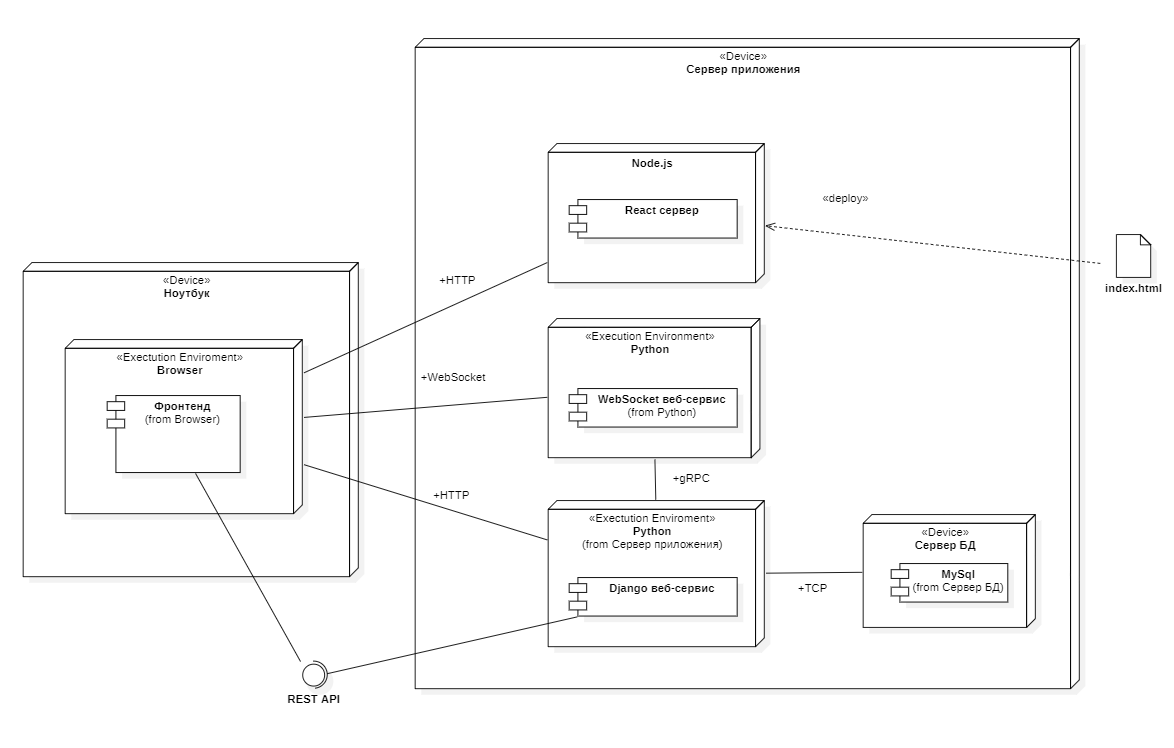 «Device»
Сервер приложения
Node.js
React сервер
«deploy»
index.html
«Device»
Ноутбук
+HTTP
«Execution Environment»
Python
WebSocket веб-сервис
(from Python)
«Exectution Enviroment»
Browser
Фронтенд
(from Browser)
+WebSocket
+gRPC
+HTTP
«Exectution Enviroment»
Python
(from Сервер приложения)
Django веб-сервис
+TCP
«Device»
Сервер БД
MySql
(from Сервер БД)
REST API